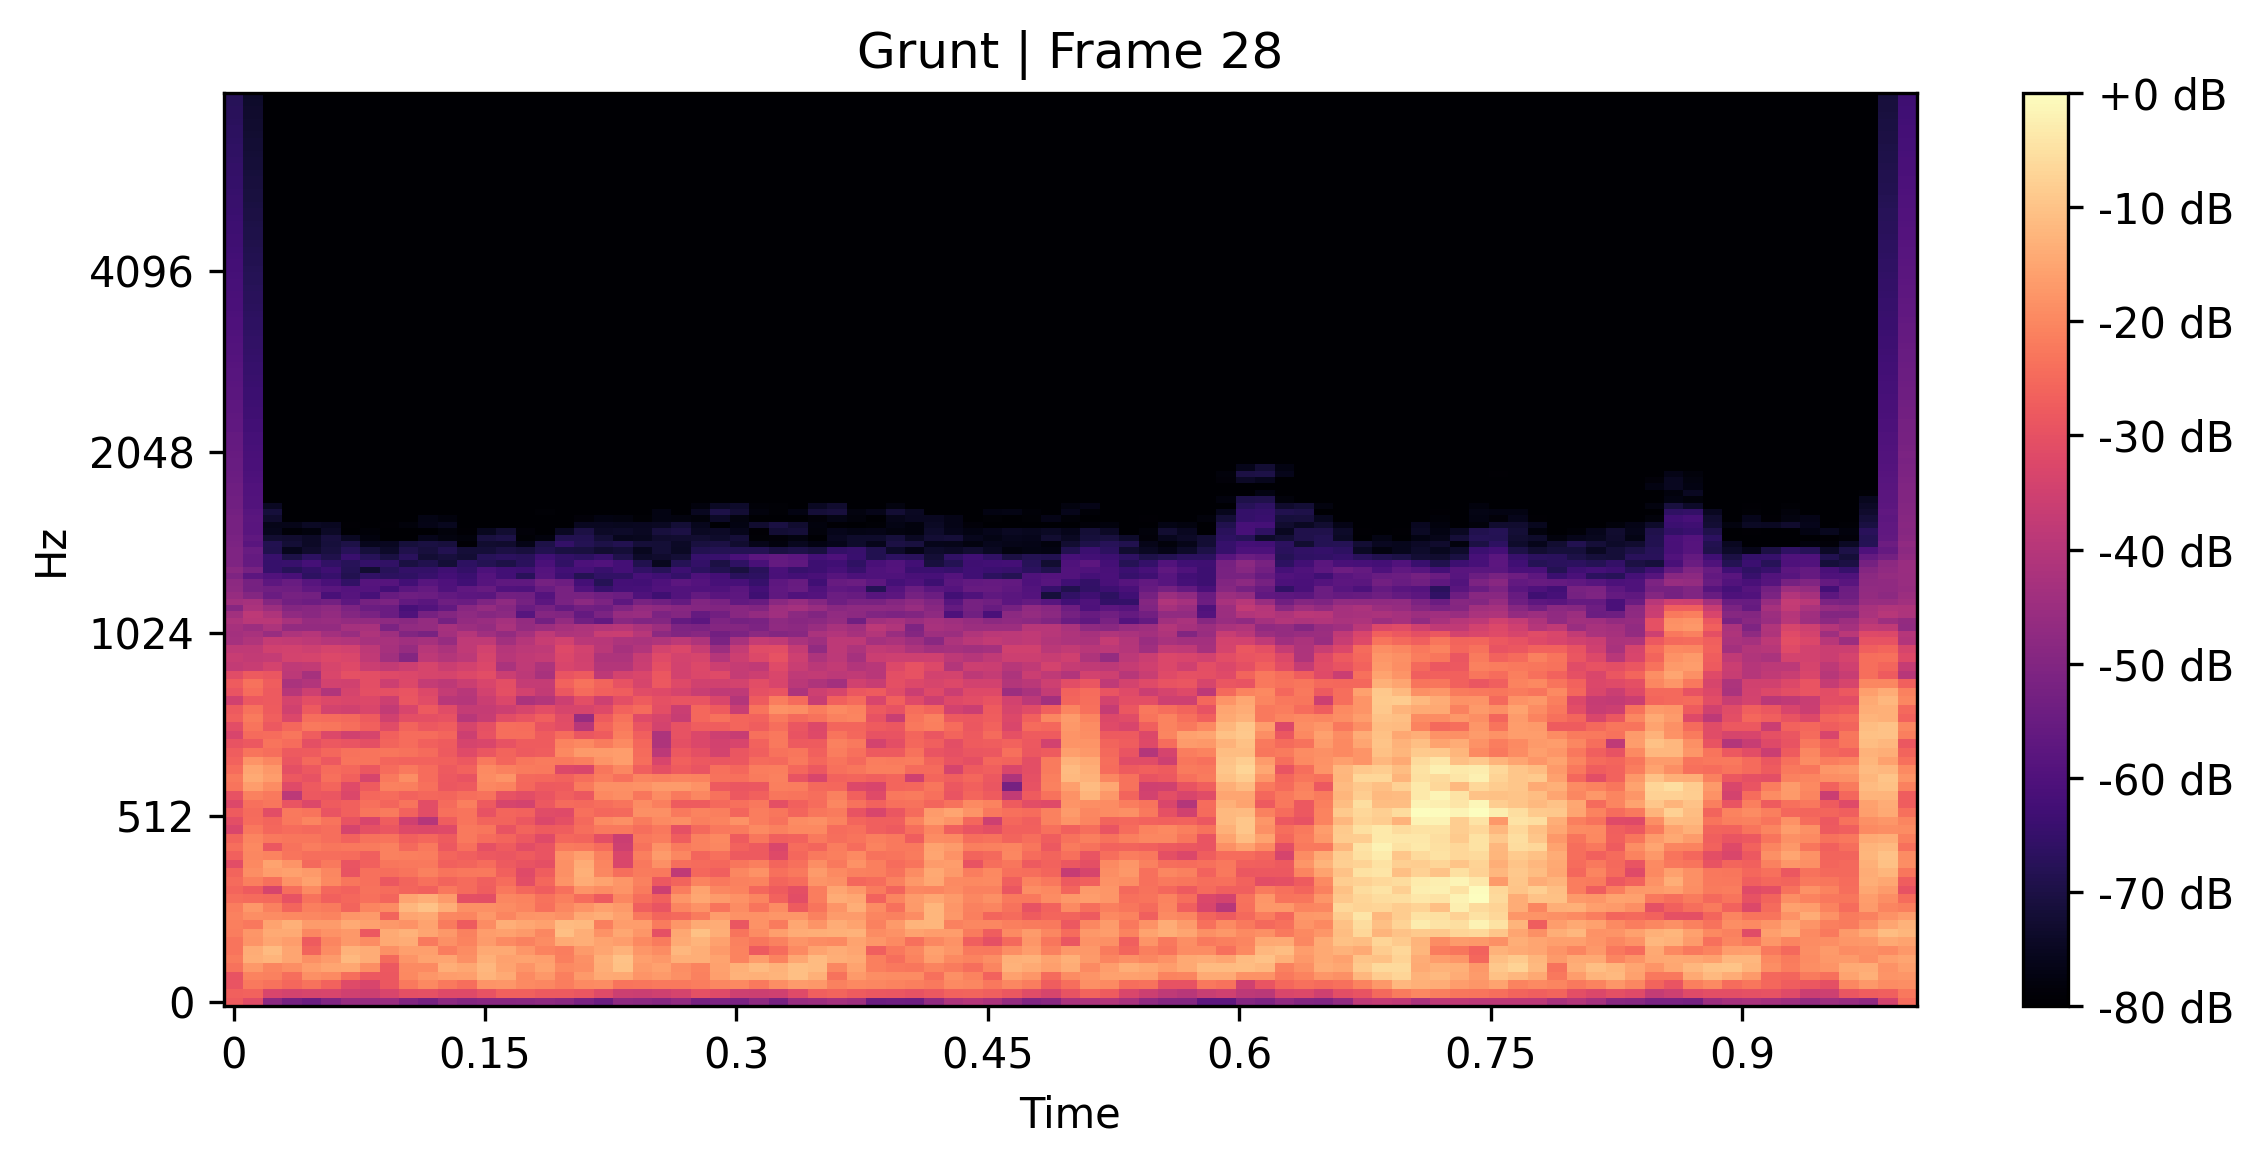 Grunt | Frame 28
+0 dB
-10 dB
-20 dB
-30 dB
-40 dB
-50 dB
-60 dB
-70 dB
-80 dB
4096
2048
1024
512
0
Hz
0 0.15 0.3 0.45 0.6 0.75 0.9
Time